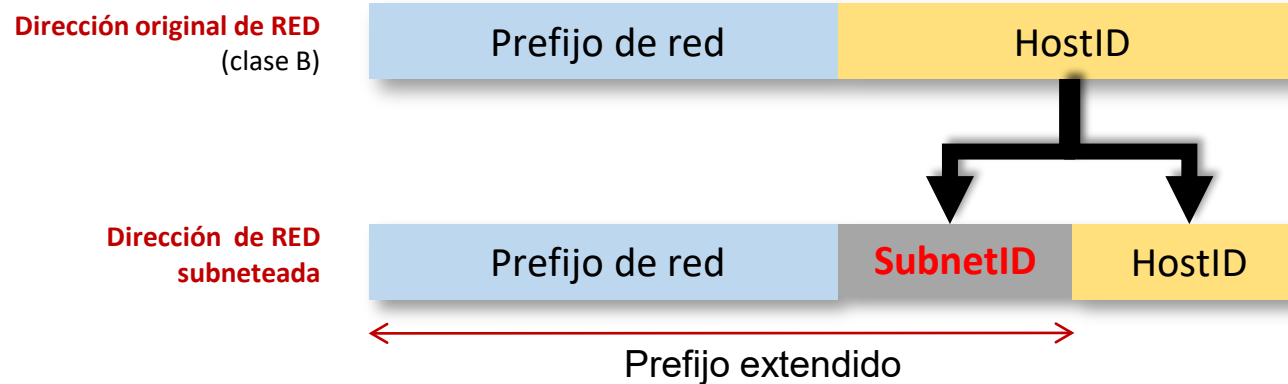 Dirección original de RED
(clase B)
Prefijo de red
HostID
Dirección de RED
subneteada
Prefijo de red
SubnetID
HostID
Prefijo extendido